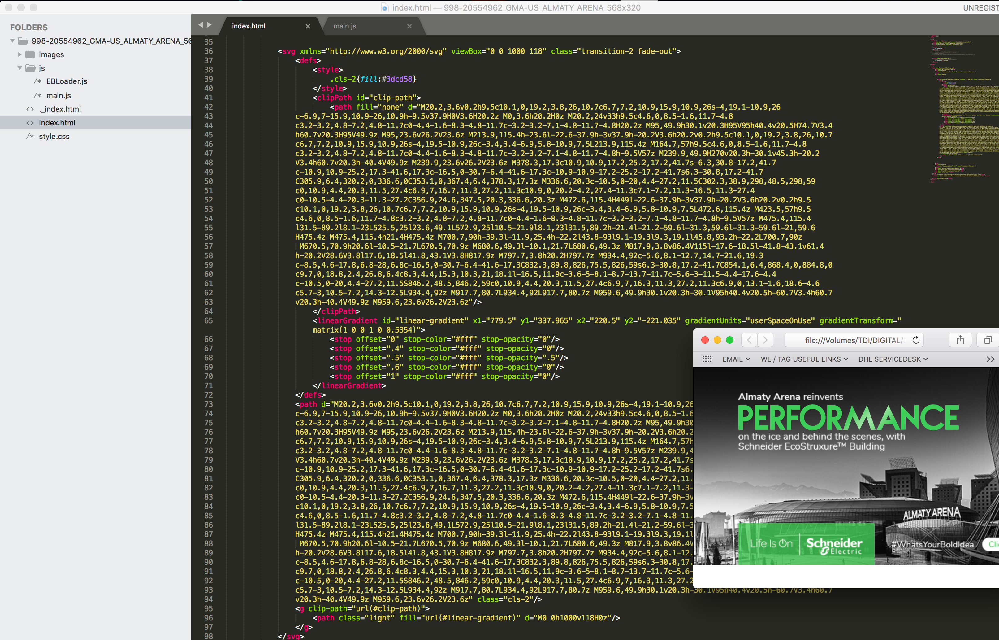 index.html — 998-20554962_GMA-US_ALMATY_ARENA_568x320
UNREGIST
FOLDERS
998-20554962_GMA-US_ALMATY_ARENA_56
images
js
/* EBLoader.js
/* main.js
<> ._index.html
<> index.html
/* style.css
index.html ×
main.js ×
35
36 <svg xmlns="http://www.w3.org/2000/svg" viewBox="0 0 1000 118" class="transition-2 fade-out">
37 <defs>
38 <style>
39 .cls-2{fill:#3dcd58}
40 </style>
41 <clipPath id="clip-path">
42 <path fill="none" d="M20.2,3.6v0.2h9.5c10.1,0,19.2,3.8,26,10.7c6.7,7.2,10.9,15.9,10.9,26s-4,19.1-10.9,26
43 c-6.9,7-15.9,10.9-26,10.9h-9.5v37.9H0V3.6H20.2z M0,3.6h20.2H0z M20.2,24v33h9.5c4.6,0,8.5-1.6,11.7-4.8
44 c3.2-3.2,4.8-7.2,4.8-11.7c0-4.4-1.6-8.3-4.8-11.7c-3.2-3.2-7.1-4.8-11.7-4.8H20.2z M95,49.9h30.1v20.3H95V95h40.4v20.5H74.7V3.4
45 h60.7v20.3H95V49.9z M95,23.6v26.2V23.6z M213.9,115.4h-23.6l-22.6-37.9h-3v37.9h-20.2V3.6h20.2v0.2h9.5c10.1,0,19.2,3.8,26,10.7
46 c6.7,7.2,10.9,15.9,10.9,26s-4,19.5-10.9,26c-3.4,3.4-6.9,5.8-10.9,7.5L213.9,115.4z M164.7,57h9.5c4.6,0,8.5-1.6,11.7-4.8
47 c3.2-3.2,4.8-7.2,4.8-11.7c0-4.4-1.6-8.3-4.8-11.7c-3.2-3.2-7.1-4.8-11.7-4.8h-9.5V57z M239.9,49.9H270v20.3h-30.1v45.3h-20.2
48 V3.4h60.7v20.3h-40.4V49.9z M239.9,23.6v26.2V23.6z M378.3,17.3c10.9,10.9,17.2,25.2,17.2,41.7s-6.3,30.8-17.2,41.7
49 c-10.9,10.9-25.2,17.3-41.6,17.3c-16.5,0-30.7-6.4-41.6-17.3c-10.9-10.9-17.2-25.2-17.2-41.7s6.3-30.8,17.2-41.7
50 C305.9,6.4,320.2,0,336.6,0C353.1,0,367.4,6.4,378.3,17.3z M336.6,20.3c-10.5,0-20,4.4-27.2,11.5C302.3,38.9,298,48.5,298,59
51 c0,10.9,4.4,20.3,11.5,27.4c6.9,7,16.7,11.3,27.2,11.3c10.9,0,20.2-4.2,27.4-11.3c7.1-7.2,11.3-16.5,11.3-27.4
52 c0-10.5-4.4-20.3-11.3-27.2C356.9,24.6,347.5,20.3,336.6,20.3z M472.6,115.4H449l-22.6-37.9h-3v37.9h-20.2V3.6h20.2v0.2h9.5
53 c10.1,0,19.2,3.8,26,10.7c6.7,7.2,10.9,15.9,10.9,26s-4,19.5-10.9,26c-3.4,3.4-6.9,5.8-10.9,7.5L472.6,115.4z M423.5,57h9.5
54 c4.6,0,8.5-1.6,11.7-4.8c3.2-3.2,4.8-7.2,4.8-11.7c0-4.4-1.6-8.3-4.8-11.7c-3.2-3.2-7.1-4.8-11.7-4.8h-9.5V57z M475.4,115.4
55 l31.5-89.2l8.1-23L525.5,25l23.6,49.1L572.9,25l10.5-21.9l8.1,23l31.5,89.2h-21.4l-21.2-59.6l-31.3,59.6l-31.3-59.6l-21,59.6
56 H475.4z M475.4,115.4h21.4H475.4z M700.7,90h-39.3l-11.9,25.4h-22.2l43.8-93l9.1-19.3l9.3,19.1l45.8,93.2h-22.2L700.7,90z
57 M670.5,70.9h20.6l-10.5-21.7L670.5,70.9z M680.6,49.3l-10.1,21.7L680.6,49.3z M817.9,3.8v86.4V115l-17.6-18.5l-41.8-43.1v61.4
58 h-20.2V28.6V3.8l17.6,18.5l41.8,43.1V3.8H817.9z M797.7,3.8h20.2H797.7z M934.4,92c-5.6,8.1-12.7,14.7-21.6,19.3
59 c-8.5,4.6-17.8,6.8-28,6.8c-16.5,0-30.7-6.4-41.6-17.3C832.3,89.8,826,75.5,826,59s6.3-30.8,17.2-41.7C854.1,6.4,868.4,0,884.8,0
60 c9.7,0,18.8,2.4,26.8,6.4c8.3,4.4,15.3,10.3,21,18.1l-16.5,11.9c-3.6-5-8.1-8.7-13.7-11.7c-5.6-3-11.5-4.4-17.6-4.4
61 c-10.5,0-20,4.4-27.2,11.5S846.2,48.5,846.2,59c0,10.9,4.4,20.3,11.5,27.4c6.9,7,16.3,11.3,27.2,11.3c6.9,0,13.1-1.6,18.6-4.6
62 c5.7-3,10.5-7.2,14.3-12.5L934.4,92z M917.7,80.7L934.4,92L917.7,80.7z M959.6,49.9h30.1v20.3h-30.1V95h40.4v20.5h-60.7V3.4h60.7
63 v20.3h-40.4V49.9z M959.6,23.6v26.2V23.6z"/>
64 </clipPath>
65 <linearGradient id="linear-gradient" x1="779.5" y1="337.965" x2="220.5" y2="-221.035" gradientUnits="userSpaceOnUse" gradientTransform="
matrix(1 0 0 1 0 0.5354)">
66 <stop offset="0" stop-color="#fff" stop-opacity="0"/>
67 <stop offset=".4" stop-color="#fff" stop-opacity="0"/>
68 <stop offset=".5" stop-color="#fff" stop-opacity=".5"/>
69 <stop offset=".6" stop-color="#fff" stop-opacity="0"/>
70 <stop offset="1" stop-color="#fff" stop-opacity="0"/>
71 </linearGradient>
72 </defs>
73 <path d="M20.2,3.6v0.2h9.5c10.1,0,19.2,3.8,26,10.7c6.7,7.2,10.9,15.9,10.9,26s-4,19.1-10.9,26
74 c-6.9,7-15.9,10.9-26,10.9h-9.5v37.9H0V3.6H20.2z M0,3.6h20.2H0z M20.2,24v33h9.5c4.6,0,8.5-1.6
75 c3.2-3.2,4.8-7.2,4.8-11.7c0-4.4-1.6-8.3-4.8-11.7c-3.2-3.2-7.1-4.8-11.7-4.8H20.2z M95,49.9h30
76 h60.7v20.3H95V49.9z M95,23.6v26.2V23.6z M213.9,115.4h-23.6l-22.6-37.9h-3v37.9h-20.2V3.6h20.2
77 c6.7,7.2,10.9,15.9,10.9,26s-4,19.5-10.9,26c-3.4,3.4-6.9,5.8-10.9,7.5L213.9,115.4z M164.7,57h
78 c3.2-3.2,4.8-7.2,4.8-11.7c0-4.4-1.6-8.3-4.8-11.7c-3.2-3.2-7.1-4.8-11.7-4.8h-9.5V57z M239.9,4
79 V3.4h60.7v20.3h-40.4V49.9z M239.9,23.6v26.2V23.6z M378.3,17.3c10.9,10.9,17.2,25.2,17.2,41.7s
80 c-10.9,10.9-25.2,17.3-41.6,17.3c-16.5,0-30.7-6.4-41.6-17.3c-10.9-10.9-17.2-25.2-17.2-41.7s6.
81 C305.9,6.4,320.2,0,336.6,0C353.1,0,367.4,6.4,378.3,17.3z M336.6,20.3c-10.5,0-20,4.4-27.2,11.
82 c0,10.9,4.4,20.3,11.5,27.4c6.9,7,16.7,11.3,27.2,11.3c10.9,0,20.2-4.2,27.4-11.3c7.1-7.2,11.3-
83 c0-10.5-4.4-20.3-11.3-27.2C356.9,24.6,347.5,20.3,336.6,20.3z M472.6,115.4H449l-22.6-37.9h-3v
84 c10.1,0,19.2,3.8,26,10.7c6.7,7.2,10.9,15.9,10.9,26s-4,19.5-10.9,26c-3.4,3.4-6.9,5.8-10.9,7.5
85 c4.6,0,8.5-1.6,11.7-4.8c3.2-3.2,4.8-7.2,4.8-11.7c0-4.4-1.6-8.3-4.8-11.7c-3.2-3.2-7.1-4.8-11.
86 l31.5-89.2l8.1-23L525.5,25l23.6,49.1L572.9,25l10.5-21.9l8.1,23l31.5,89.2h-21.4l-21.2-59.6l-3
87 H475.4z M475.4,115.4h21.4H475.4z M700.7,90h-39.3l-11.9,25.4h-22.2l43.8-93l9.1-19.3l9.3,19.1l
88 M670.5,70.9h20.6l-10.5-21.7L670.5,70.9z M680.6,49.3l-10.1,21.7L680.6,49.3z M817.9,3.8v86.4V
89 h-20.2V28.6V3.8l17.6,18.5l41.8,43.1V3.8H817.9z M797.7,3.8h20.2H797.7z M934.4,92c-5.6,8.1-12.
90 c-8.5,4.6-17.8,6.8-28,6.8c-16.5,0-30.7-6.4-41.6-17.3C832.3,89.8,826,75.5,826,59s6.3-30.8,17.
91 c9.7,0,18.8,2.4,26.8,6.4c8.3,4.4,15.3,10.3,21,18.1l-16.5,11.9c-3.6-5-8.1-8.7-13.7-11.7c-5.6-
92 c-10.5,0-20,4.4-27.2,11.5S846.2,48.5,846.2,59c0,10.9,4.4,20.3,11.5,27.4c6.9,7,16.3,11.3,27.2
93 c5.7-3,10.5-7.2,14.3-12.5L934.4,92z M917.7,80.7L934.4,92L917.7,80.7z M959.6,49.9h30.1v20.3h-30.1V95h40.4v20.5h-60.7V3.4h60.7
94 v20.3h-40.4V49.9z M959.6,23.6v26.2V23.6z" class="cls-2"/>
95 <g clip-path="url(#clip-path)">
96 <path class="light" fill="url(#linear-gradient)" d="M0 0h1000v118H0z"/>
97 </g>
98 </svg>
file:///Volumes/TDI/DIGITAL/
EMAIL
WL / TAG USEFUL LINKS
DHL SERVICEDESK
>>
Almaty Arena reinvents
PERFORMANCE
on the ice and behind the scenes, with
Schneider EcoStruxure™ Building
ALMATY ARENA
Life Is On | Schneider Electric
#WhatsYourBoldIdea
Cli